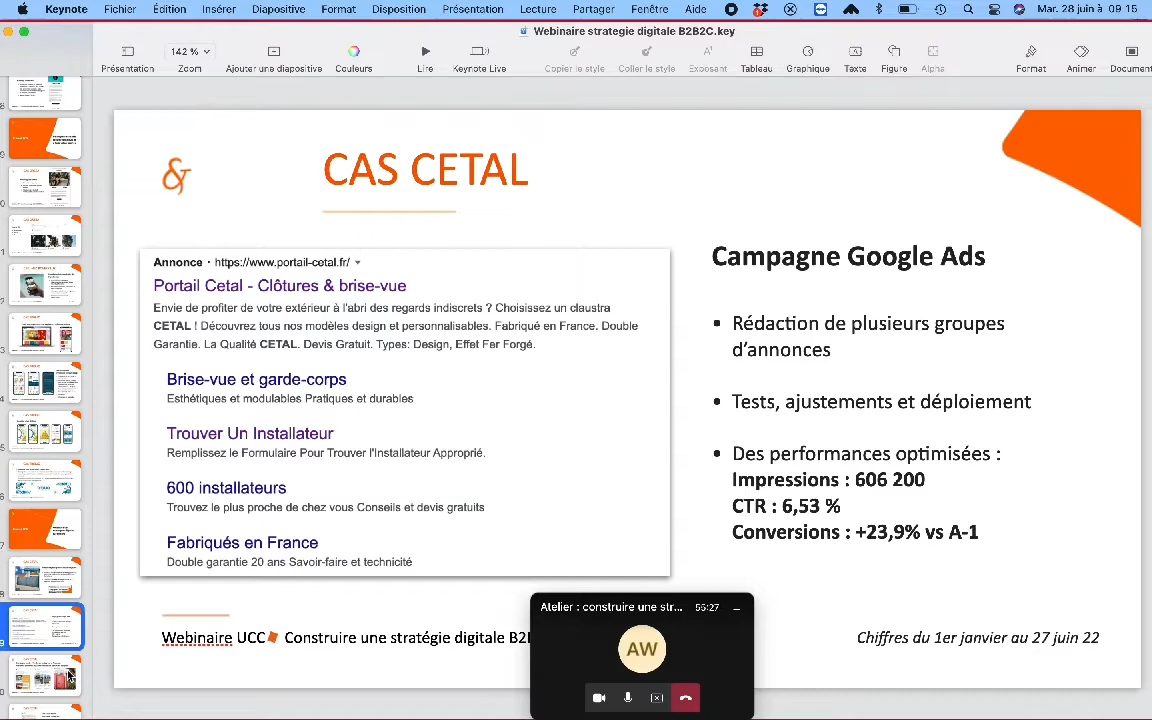 Keynote Fichier Édition Insérer Diapositive Format Disposition Présentation Lecture Partager Fenêtre Aide Mar. 28 juin à 09 15
Webinaire strategie digitale B2B2C.key
142 %
Présentation Zoom Ajouter une diapositive Couleurs Lire Keynote Live Copier le style Coller le style Exposant Tableau Graphique Texte Figure Alpha Format Animer Document
&
CAS CETAL
Annonce · https://www.portail-cetal.fr/
Portail Cetal - Clôtures & brise-vue
Envie de profiter de votre extérieur à l'abri des regards indiscrets ? Choisissez un claustra
CETAL ! Découvrez tous nos modèles design et personnalisables. Fabriqué en France. Double
Garantie. La Qualité CETAL. Devis Gratuit. Types: Design, Effet Fer Forgé.
Brise-vue et garde-corps
Esthétiques et modulables Pratiques et durables
Trouver Un Installateur
Remplissez le Formulaire Pour Trouver l'Installateur Approprié.
600 installateurs
Trouvez le plus proche de chez vous Conseils et devis gratuits
Fabriqués en France
Double garantie 20 ans Savoir-faire et technicité
Campagne Google Ads
• Rédaction de plusieurs groupes
d’annonces
• Tests, ajustements et déploiement
• Des performances optimisées :
Impressions : 606 200
CTR : 6,53 %
Conversions : +23,9% vs A-1
Webinaire UCC Construire une stratégie digitale
Chiffres du 1er janvier au 27 juin 22
Atelier : construire une str... 55:27
AW